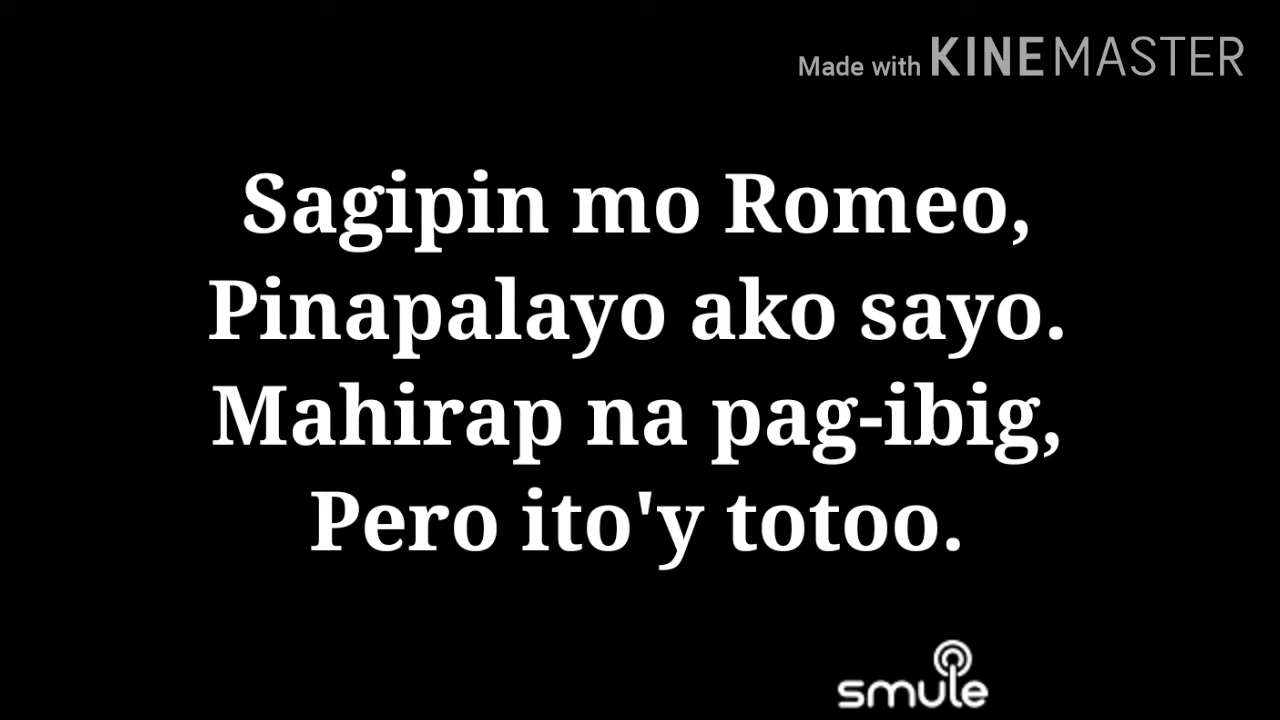 Made with KINEMASTER
Sagipin mo Romeo,
Pinapalayo ako sayo.
Mahirap na pag-ibig,
Pero ito'y totoo.
smule